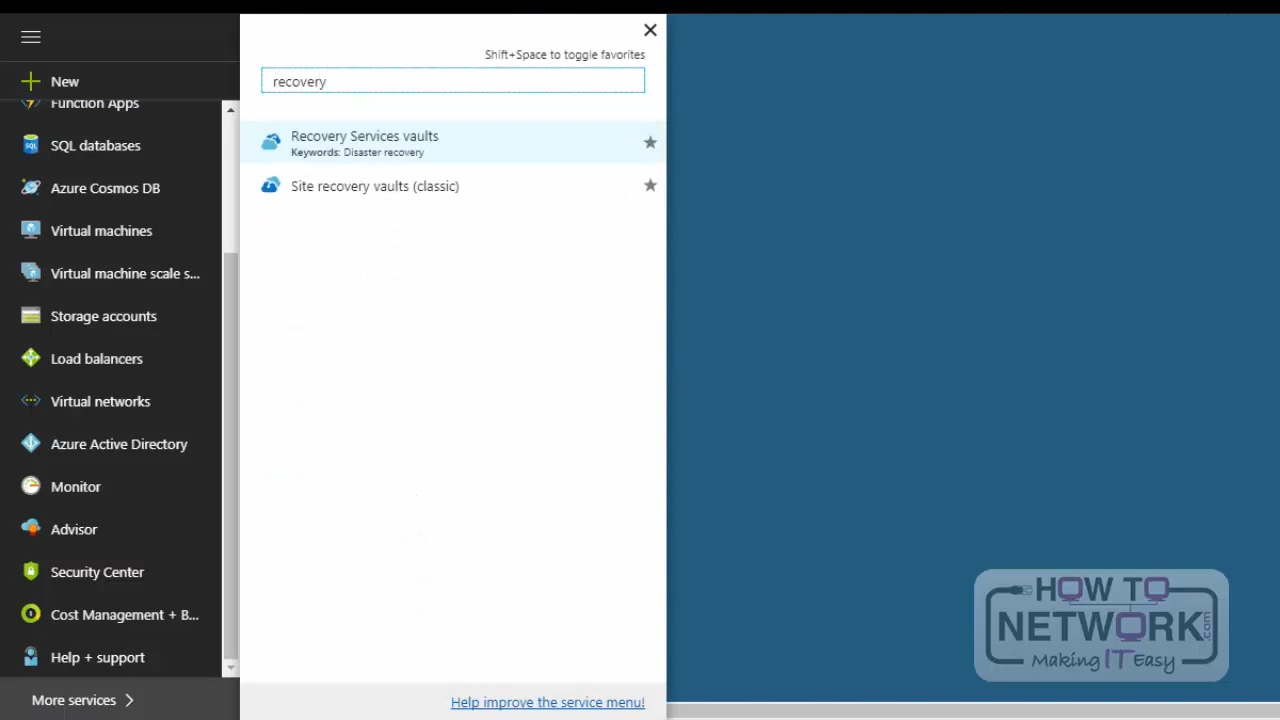 New
Function Apps
SQL databases
Azure Cosmos DB
Virtual machines
Virtual machine scale s...
Storage accounts
Load balancers
Virtual networks
Azure Active Directory
Monitor
Advisor
Security Center
Cost Management + B...
Help + support
More services
Shift+Space to toggle favorites
recovery
Recovery Services vaults
Keywords: Disaster recovery
Site recovery vaults (classic)
Help improve the service menu!
HOW TO
NETWORK.com
Making IT Easy